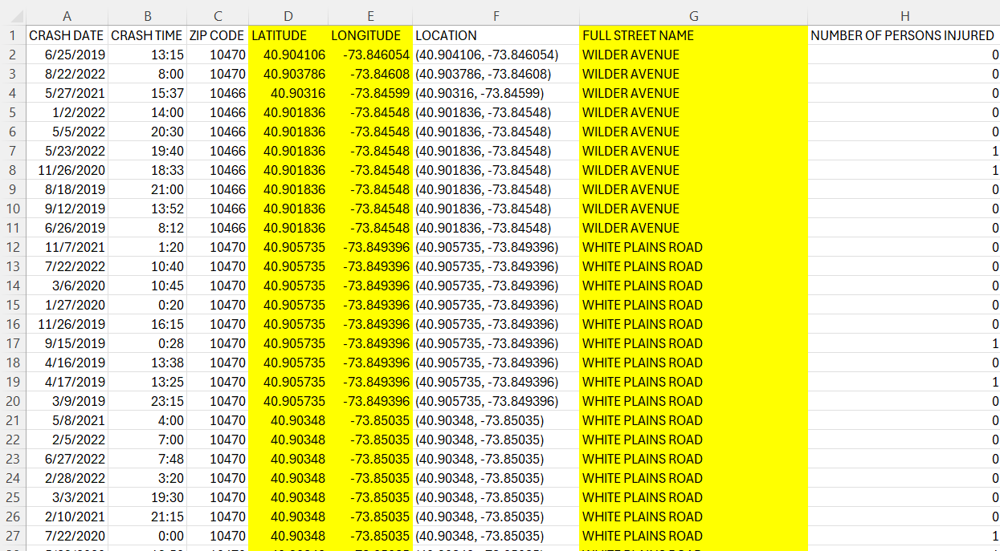 A B C D E F G H
1 CRASH DATE CRASH TIME ZIP CODE LATITUDE LONGITUDE LOCATION FULL STREET NAME NUMBER OF PERSONS INJURED
2 6/25/2019 13:15 10470 40.904106 -73.846054 (40.904106, -73.846054) WILDER AVENUE 0
3 8/22/2022 8:00 10470 40.903786 -73.84608 (40.903786, -73.84608) WILDER AVENUE 0
4 5/27/2021 15:37 10466 40.90316 -73.84599 (40.90316, -73.84599) WILDER AVENUE 0
5 1/2/2022 14:00 10466 40.901836 -73.84548 (40.901836, -73.84548) WILDER AVENUE 0
6 5/5/2022 20:30 10466 40.901836 -73.84548 (40.901836, -73.84548) WILDER AVENUE 0
7 5/23/2022 19:40 10466 40.901836 -73.84548 (40.901836, -73.84548) WILDER AVENUE 1
8 11/26/2020 18:33 10466 40.901836 -73.84548 (40.901836, -73.84548) WILDER AVENUE 1
9 8/18/2019 21:00 10466 40.901836 -73.84548 (40.901836, -73.84548) WILDER AVENUE 0
10 9/12/2019 13:52 10466 40.901836 -73.84548 (40.901836, -73.84548) WILDER AVENUE 0
11 6/26/2019 8:12 10466 40.901836 -73.84548 (40.901836, -73.84548) WILDER AVENUE 0
12 11/7/2021 1:20 10470 40.905735 -73.849396 (40.905735, -73.849396) WHITE PLAINS ROAD 0
13 7/22/2022 10:40 10470 40.905735 -73.849396 (40.905735, -73.849396) WHITE PLAINS ROAD 0
14 3/6/2020 10:45 10470 40.905735 -73.849396 (40.905735, -73.849396) WHITE PLAINS ROAD 0
15 1/27/2020 0:20 10470 40.905735 -73.849396 (40.905735, -73.849396) WHITE PLAINS ROAD 0
16 11/26/2019 16:15 10470 40.905735 -73.849396 (40.905735, -73.849396) WHITE PLAINS ROAD 0
17 9/15/2019 0:28 10470 40.905735 -73.849396 (40.905735, -73.849396) WHITE PLAINS ROAD 1
18 4/16/2019 13:38 10470 40.905735 -73.849396 (40.905735, -73.849396) WHITE PLAINS ROAD 0
19 4/17/2019 13:25 10470 40.905735 -73.849396 (40.905735, -73.849396) WHITE PLAINS ROAD 1
20 3/9/2019 23:15 10470 40.905735 -73.849396 (40.905735, -73.849396) WHITE PLAINS ROAD 0
21 5/8/2021 4:00 10470 40.90348 -73.85035 (40.90348, -73.85035) WHITE PLAINS ROAD 0
22 2/5/2022 7:00 10470 40.90348 -73.85035 (40.90348, -73.85035) WHITE PLAINS ROAD 0
23 6/27/2022 7:48 10470 40.90348 -73.85035 (40.90348, -73.85035) WHITE PLAINS ROAD 0
24 2/28/2022 3:20 10470 40.90348 -73.85035 (40.90348, -73.85035) WHITE PLAINS ROAD 0
25 3/3/2021 19:30 10470 40.90348 -73.85035 (40.90348, -73.85035) WHITE PLAINS ROAD 0
26 2/10/2021 21:15 10470 40.90348 -73.85035 (40.90348, -73.85035) WHITE PLAINS ROAD 0
27 7/22/2020 0:00 10470 40.90348 -73.85035 (40.90348, -73.85035) WHITE PLAINS ROAD 1